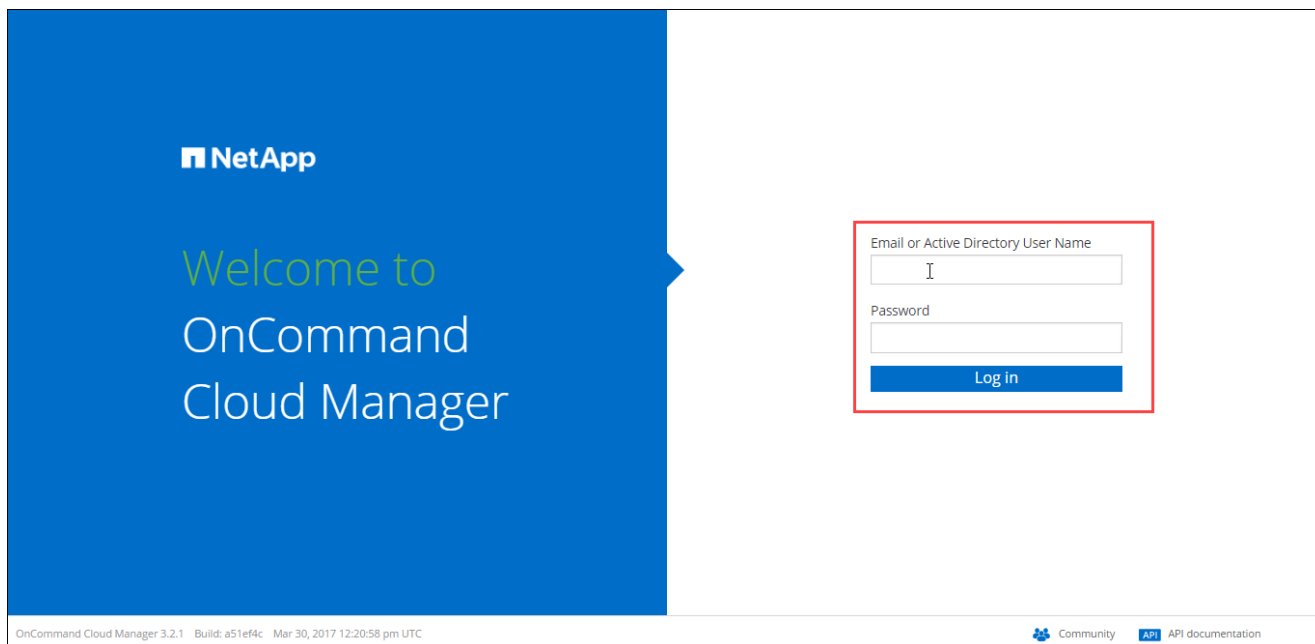 NetApp
Welcome to
OnCommand
Cloud Manager
Email or Active Directory User Name
Password
Log in
OnCommand Cloud Manager 3.2.1 Build: a51ef4c Mar 30, 2017 12:20:58 pm UTC
Community
API API documentation